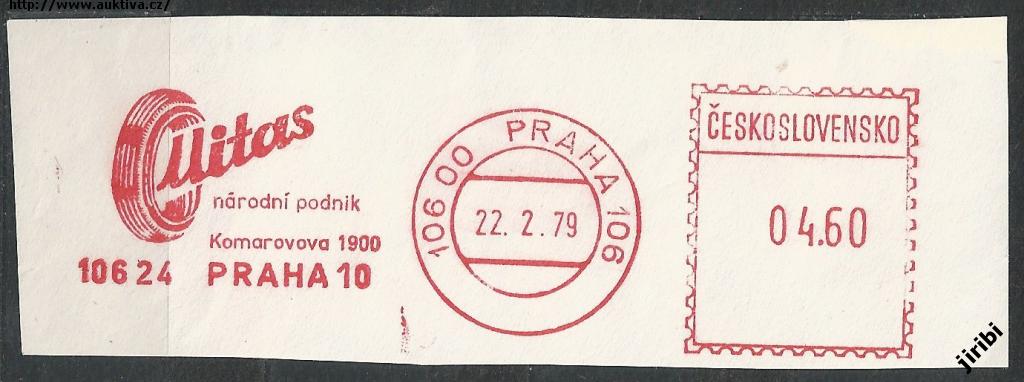 http://www.auktiva.cz/
Mitas
národní podnik
Komarovova 1900
106 24 PRAHA 10
106 00 PRAHA 106
22. 2. 79
ČESKOSLOVENSKO
04.60
jiribi